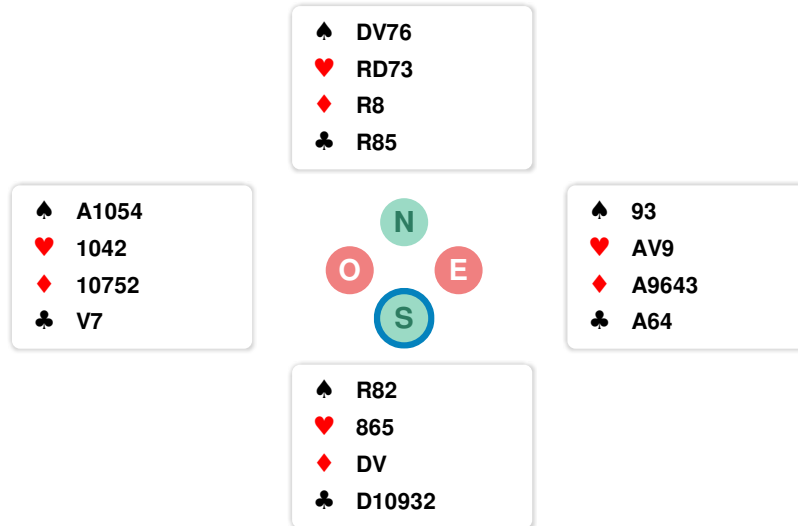 ♠ DV76
♥ RD73
♦ R8
♣ R85
♠ A1054
♥ 1042
♦ 10752
♣ V7
N
O E
S
♠ 93
♥ AV9
♦ A9643
♣ A64
♠ R82
♥ 865
♦ DV
♣ D10932